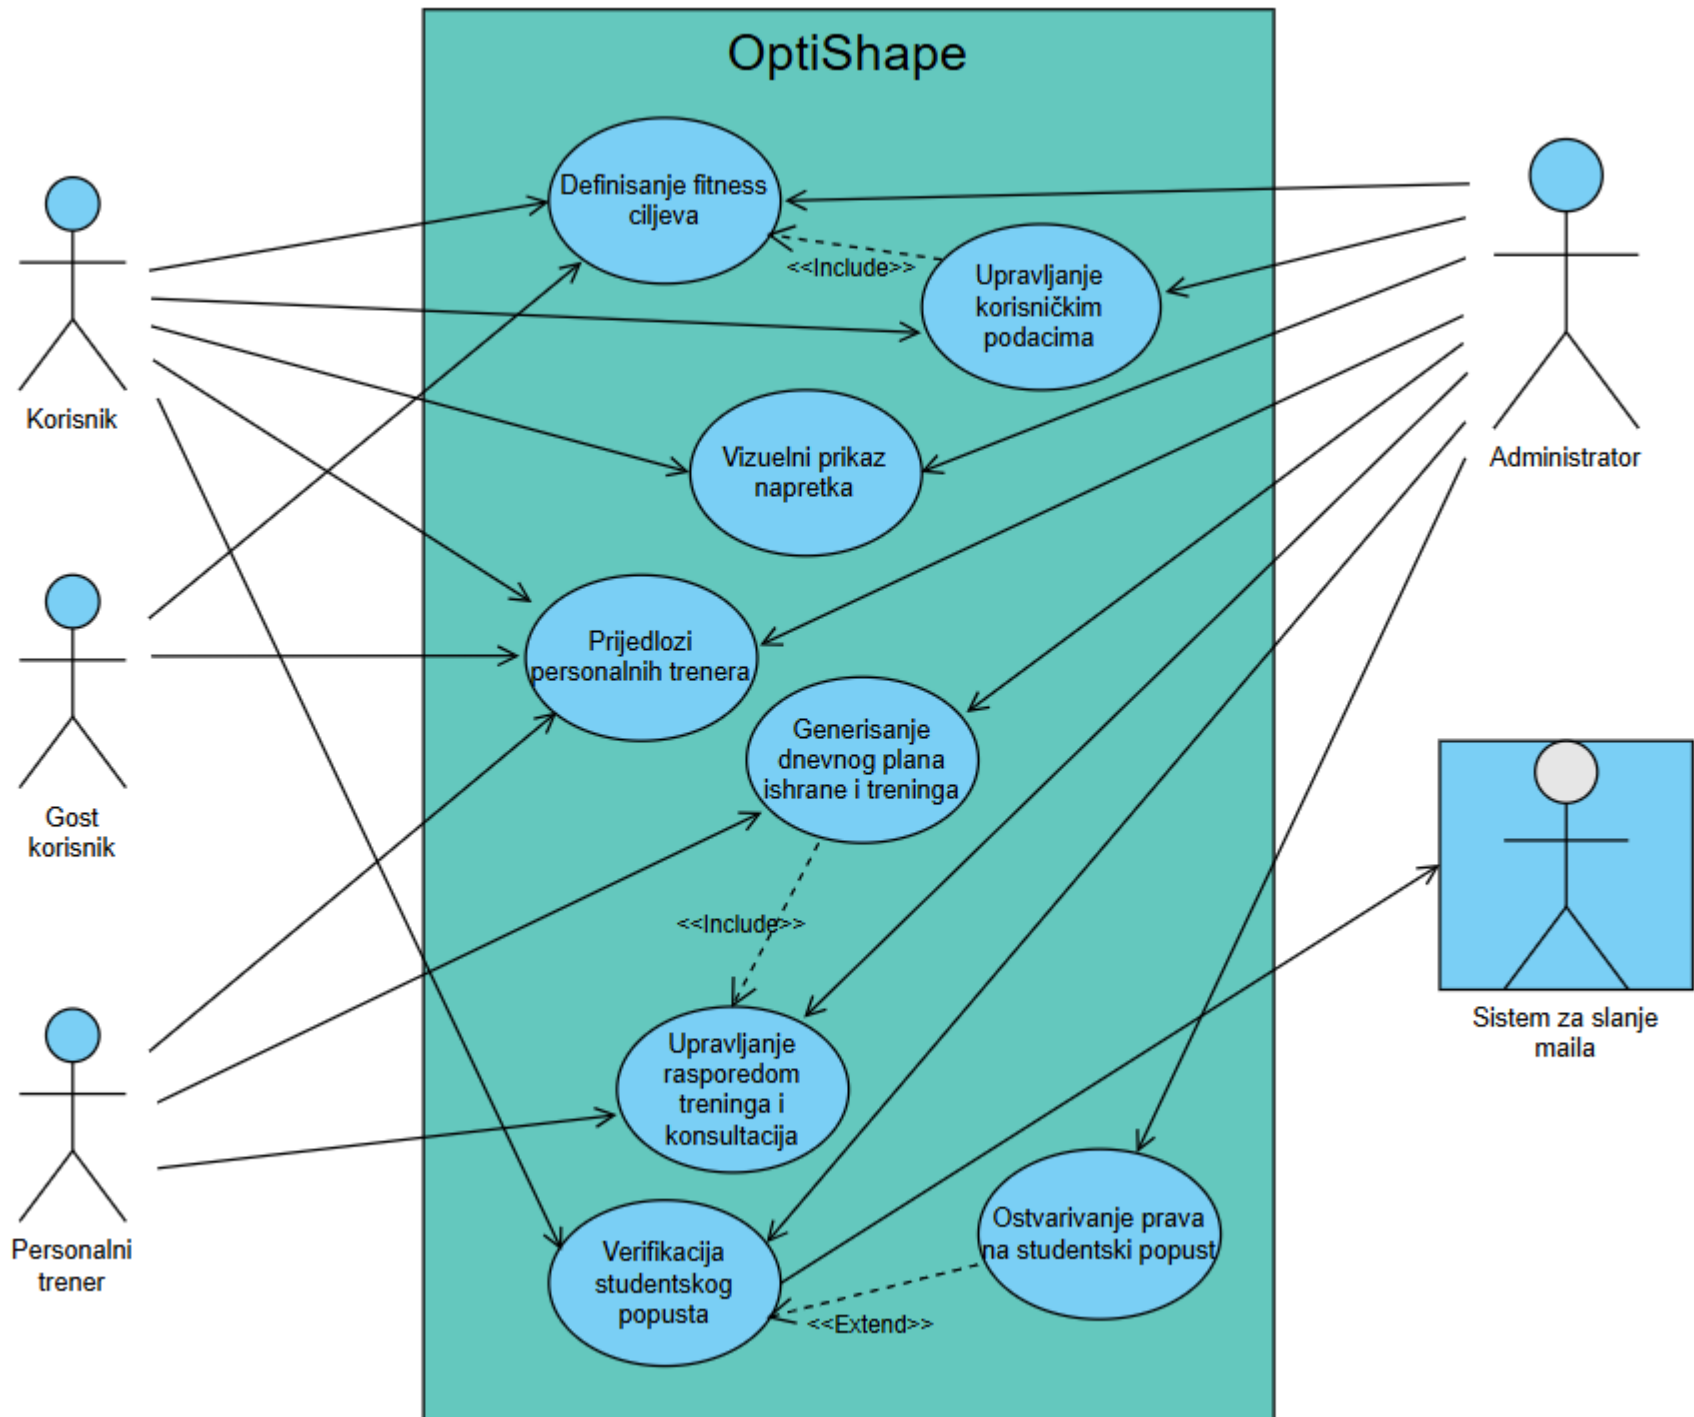 OptiShape
Definisanje fitness
ciljeva
<<Include>>
Upravljanje
korisničkim
podacima
Korisnik
Administrator
Vizuelni prikaz
napretka
Prijedlozi
personalnih trenera
Generisanje
dnevnog plana
ishrane i treninga
Gost
korisnik
<<Include>>
Upravljanje
rasporedom
treninga i
konsultacija
Sistem za slanje
maila
Personalni
trener
Ostvarivanje prava
na studentski popust
Verifikacija
studentskog
popusta
<<Extend>>